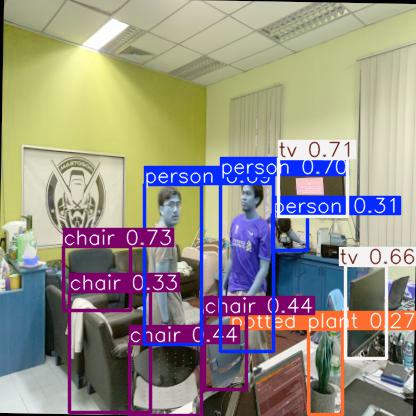 tv 0.71
person 0.70
person
person 0.31
chair 0.73
tv 0.66
chair 0.33
chair 0.44
potted plant 0.27
chair 0.44